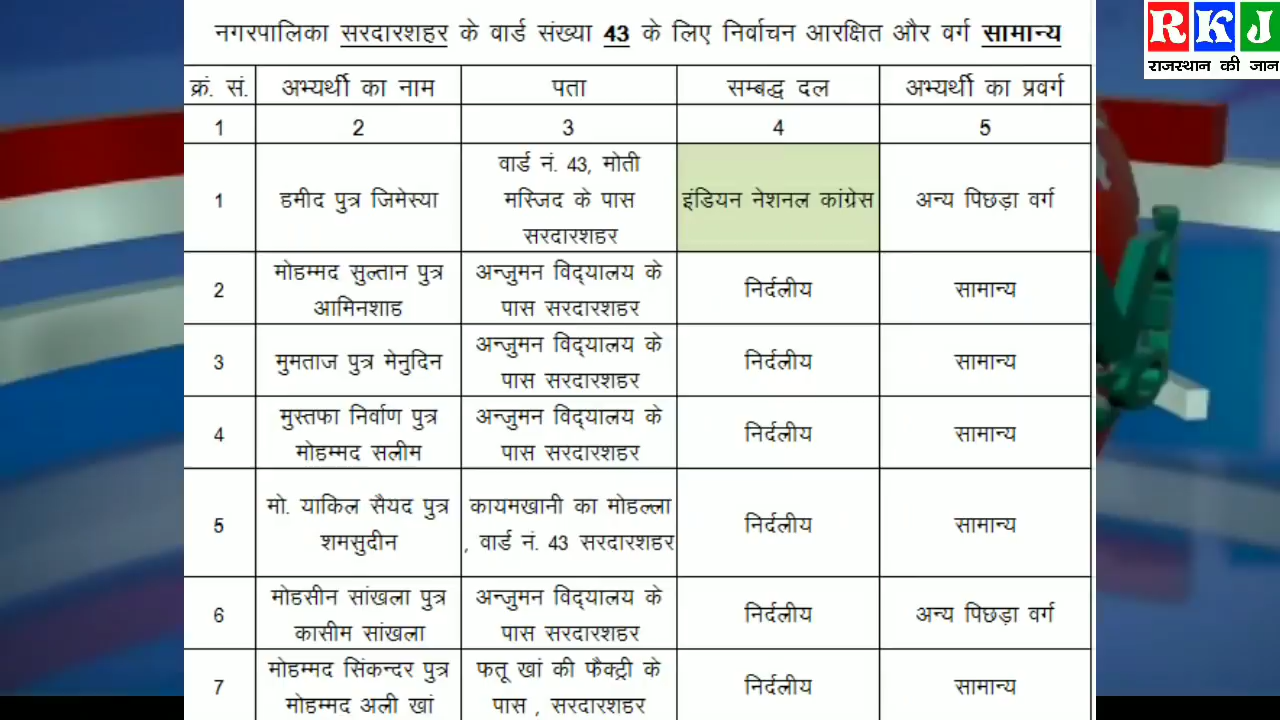 नगरपालिका सरदारशहर के वार्ड संख्या 43 के लिए निर्वाचन आरक्षित और वर्ग सामान्य
RKJ
राजस्थान की जान
क्रं. सं. अभ्यर्थी का नाम पता सम्बद्ध दल अभ्यर्थी का प्रवर्ग
1 2 3 4 5
1 हमीद पुत्र जिमेस्या वार्ड नं. 43, मोती
मस्जिद के पास
सरदारशहर इंडियन नेशनल कांग्रेस अन्य पिछड़ा वर्ग
2 मोहम्मद सुल्तान पुत्र
आमिनशाह अन्जुमन विद्यालय के
पास सरदारशहर निर्दलीय सामान्य
3 मुमताज पुत्र मेनुदिन अन्जुमन विद्यालय के
पास सरदारशहर निर्दलीय सामान्य
4 मुस्तफा निर्वाण पुत्र
मोहम्मद सलीम अन्जुमन विद्यालय के
पास सरदारशहर निर्दलीय सामान्य
5 मो. याकिल सैयद पुत्र
शमसुदीन कायमखानी का मोहल्ला
, वार्ड नं. 43 सरदारशहर निर्दलीय सामान्य
6 मोहसीन सांखला पुत्र
कासीम सांखला अन्जुमन विद्यालय के
पास सरदारशहर निर्दलीय अन्य पिछड़ा वर्ग
7 मोहम्मद सिंकन्दर पुत्र
मोहम्मद अली खां फतू खां की फैक्ट्री के
पास , सरदारशहर निर्दलीय सामान्य